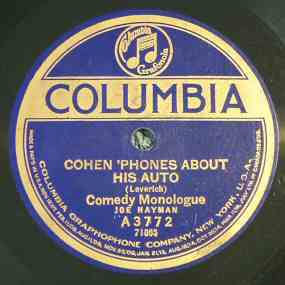 Columbia
Grafonola
COLUMBIA
COHEN 'PHONES ABOUT
HIS AUTO
(Leverich)
Comedy Monologue
JOE HAYMAN
A3772
71065
COLUMBIA GRAPHOPHONE COMPANY, NEW YORK, U.S.A.